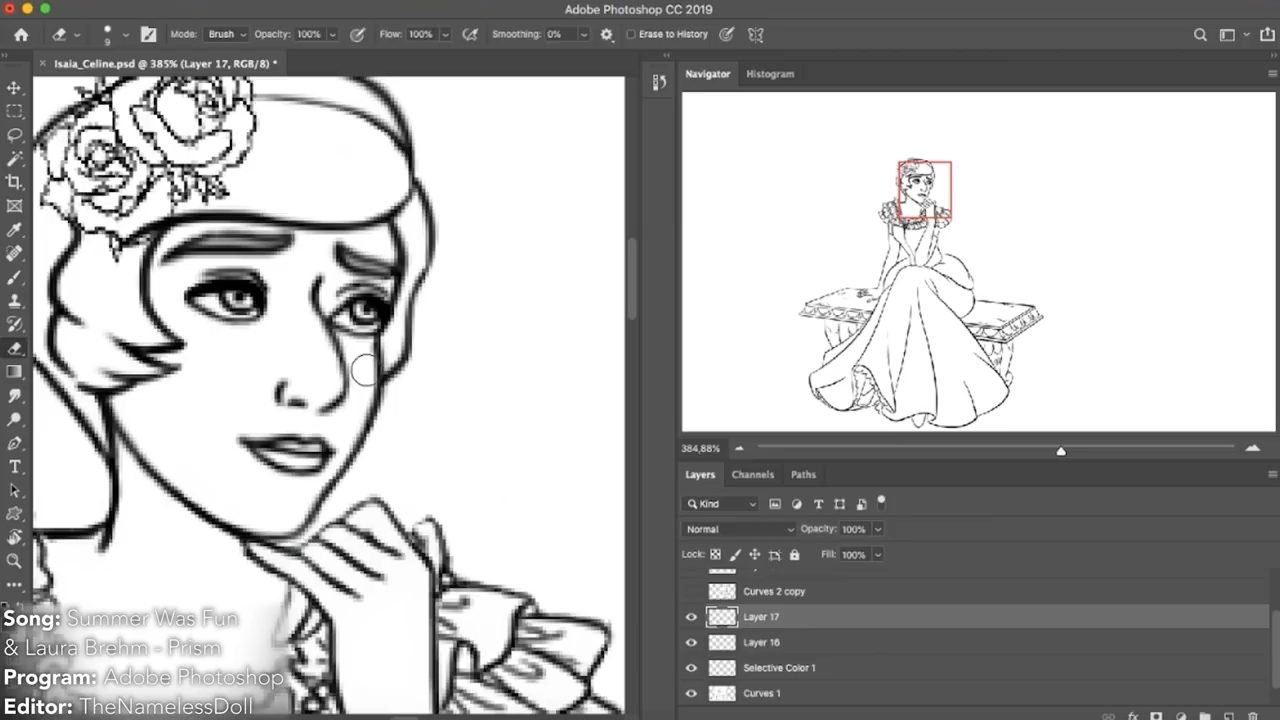 Adobe Photoshop CC 2019
9
Mode: Brush Opacity: 100% Flow: 100% Smoothing: 0% Erase to History
Isaia_Celine.psd @ 385% (Layer 17, RGB/8) *
Navigator Histogram
384,88%
Layers Channels Paths
Kind
Normal Opacity: 100%
Lock: Fill: 100%
Curves 2 copy
Layer 17
Layer 16
Selective Color 1
Curves 1
Song: Summer Was Fun
& Laura Brehm - Prism
Program: Adobe Photoshop
Editor: TheNamelessDoll